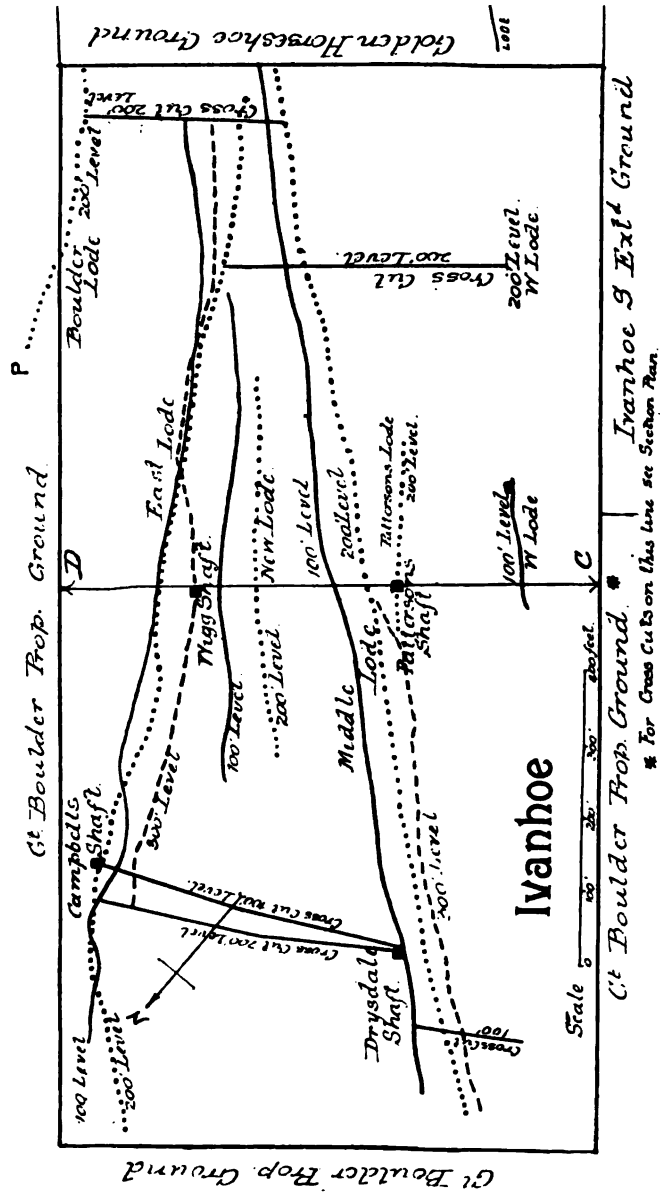 Golden Horseshoe Ground
100'
Gt Boulder Prop. Ground
P
D
C
Boulder
Lode
200' Level
Cross Cut 200'
Level
East Lode
Cross Cut
200' Level.
200' Level
W Lode.
Wigg Shaft.
New Lode
200' Level
100' Level
100' Level
200' Level
Pattersons Lode
200' Level.
Middle
Lode
Pattersons
Shaft
100' Level
W Lode
300' Level
Campbells
Shaft.
Cross Cut 100' Level.
Cross Cut 200' Level
N
100 Level
200' Level
Drysdale
Shaft.
300' Level
Cross Cut
100'
Ivanhoe
Scale
0 100' 200' 300' 400 feet.
Gt Boulder Prop. Ground *
Ivanhoe G Extd Ground
* For Cross Cuts on this line see Section Plan.
Gt Boulder Prop. Ground